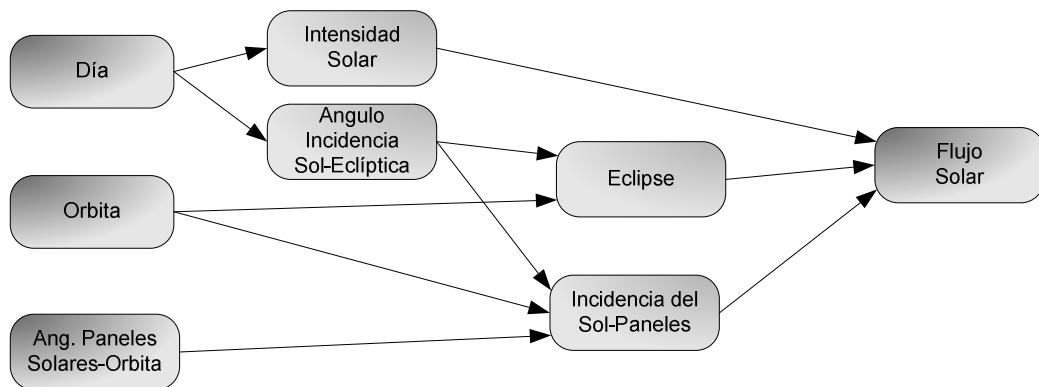 Día
Intensidad
Solar
Angulo
Incidencia
Sol-Eclíptica
Orbita
Eclipse
Flujo
Solar
Ang. Paneles
Solares-Orbita
Incidencia del
Sol-Paneles